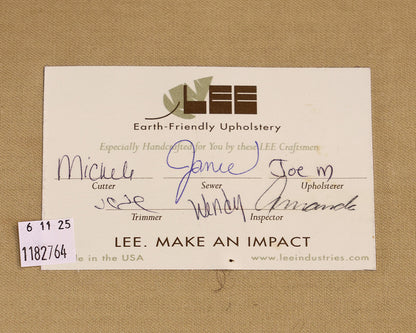 LEE
Earth-Friendly Upholstery
Especially Handcrafted for You by these LEE Craftsmen
Michele Janie Joe M
Cutter Sewer Upholsterer
Wendy Amanda
Trimmer Inspector
LEE. MAKE AN IMPACT
6 11 25
1182764
e in the USA www.leeindustries.com